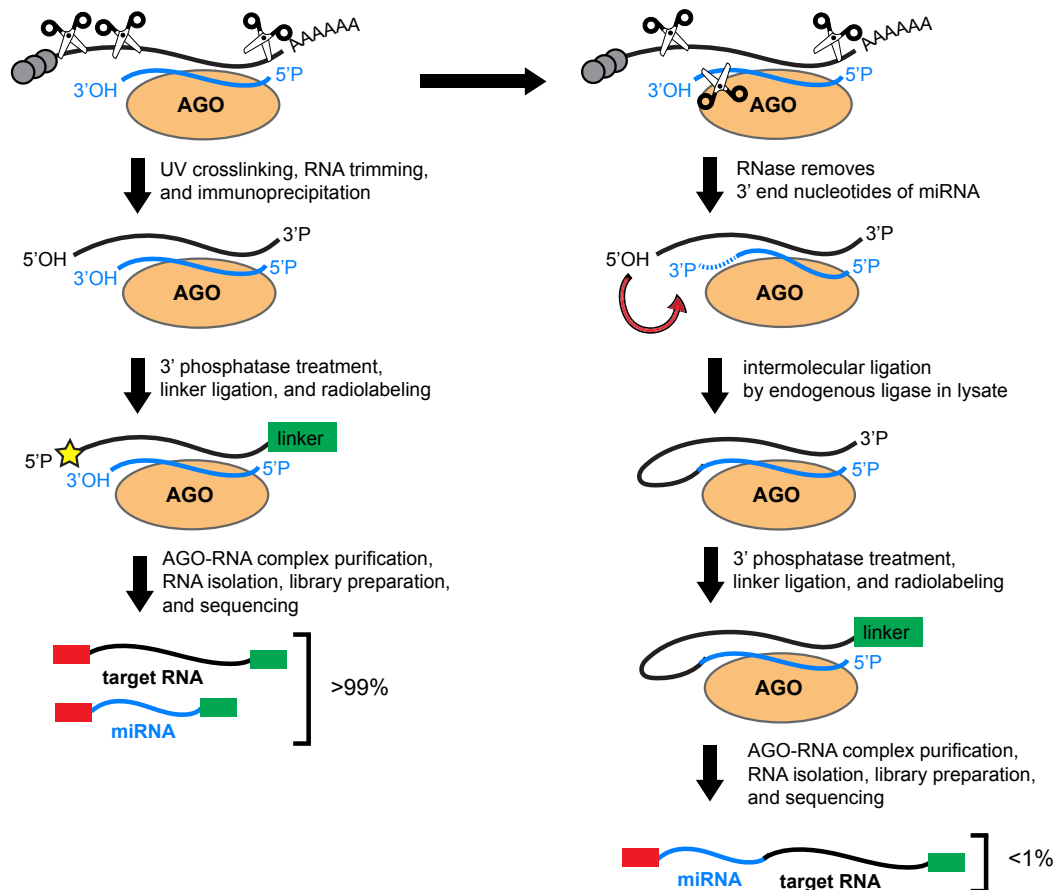 AAAAAA
3'OH
5'P
AGO
UV crosslinking, RNA trimming,
and immunoprecipitation
5'OH
3'P
3'OH
5'P
AGO
3' phosphatase treatment,
linker ligation, and radiolabeling
linker
5'P
3'OH
5'P
AGO
AGO-RNA complex purification,
RNA isolation, library preparation,
and sequencing
target RNA
miRNA
>99%
AAAAAA
3'OH
5'P
AGO
RNase removes
3' end nucleotides of miRNA
5'OH
3'P
3'P
5'P
AGO
intermolecular ligation
by endogenous ligase in lysate
3'P
5'P
AGO
3' phosphatase treatment,
linker ligation, and radiolabeling
linker
5'P
AGO
AGO-RNA complex purification,
RNA isolation, library preparation,
and sequencing
miRNA target RNA
<1%